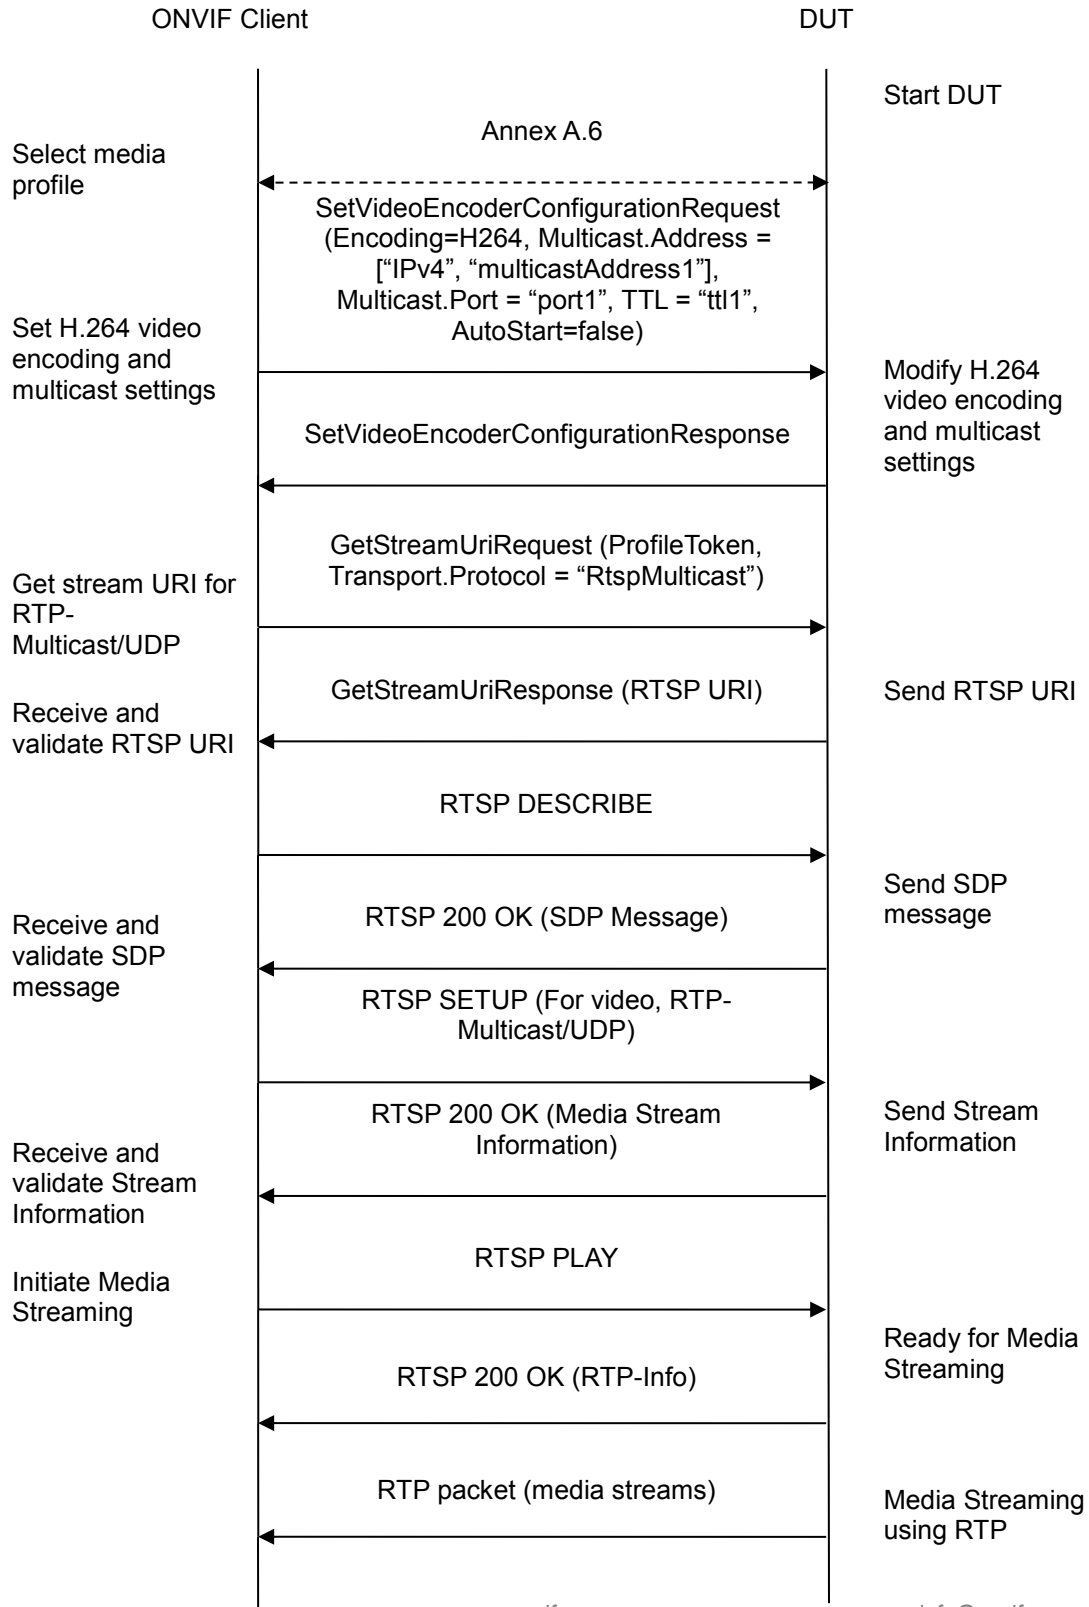 ONVIF Client
DUT
Start DUT
Annex A.6
Select media
profile
SetVideoEncoderConfigurationRequest
(Encoding=H264, Multicast.Address =
[“IPv4”, “multicastAddress1”],
Multicast.Port = “port1”, TTL = “ttl1”,
AutoStart=false)
Set H.264 video
encoding and
multicast settings
Modify H.264
video encoding
and multicast
settings
SetVideoEncoderConfigurationResponse
GetStreamUriRequest (ProfileToken,
Transport.Protocol = “RtspMulticast”)
Get stream URI for
RTP-
Multicast/UDP
GetStreamUriResponse (RTSP URI)
Send RTSP URI
Receive and
validate RTSP URI
RTSP DESCRIBE
Send SDP
message
RTSP 200 OK (SDP Message)
Receive and
validate SDP
message
RTSP SETUP (For video, RTP-
Multicast/UDP)
RTSP 200 OK (Media Stream
Information)
Send Stream
Information
Receive and
validate Stream
Information
RTSP PLAY
Initiate Media
Streaming
Ready for Media
Streaming
RTSP 200 OK (RTP-Info)
RTP packet (media streams)
Media Streaming
using RTP